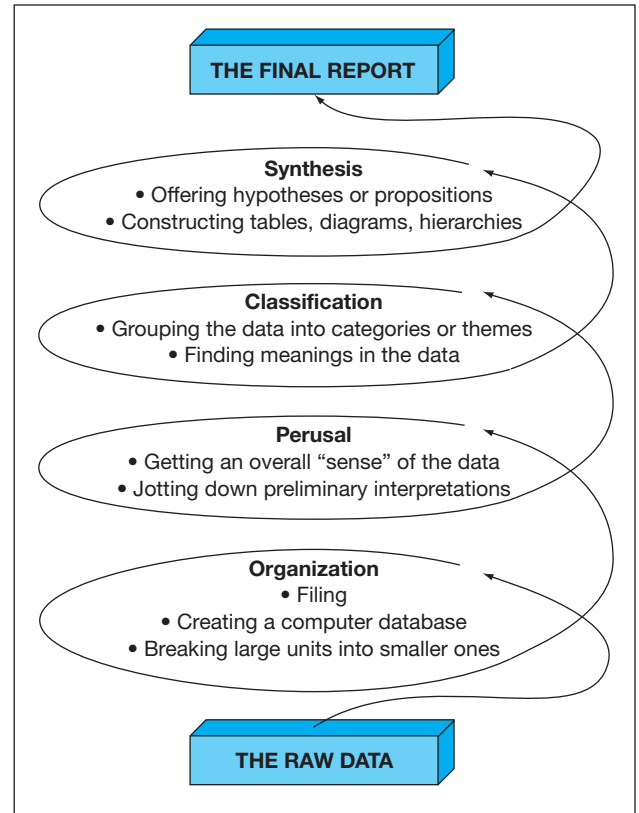 THE FINAL REPORT
Synthesis
• Offering hypotheses or propositions
• Constructing tables, diagrams, hierarchies
Classification
• Grouping the data into categories or themes
• Finding meanings in the data
Perusal
• Getting an overall “sense” of the data
• Jotting down preliminary interpretations
Organization
• Filing
• Creating a computer database
• Breaking large units into smaller ones
THE RAW DATA